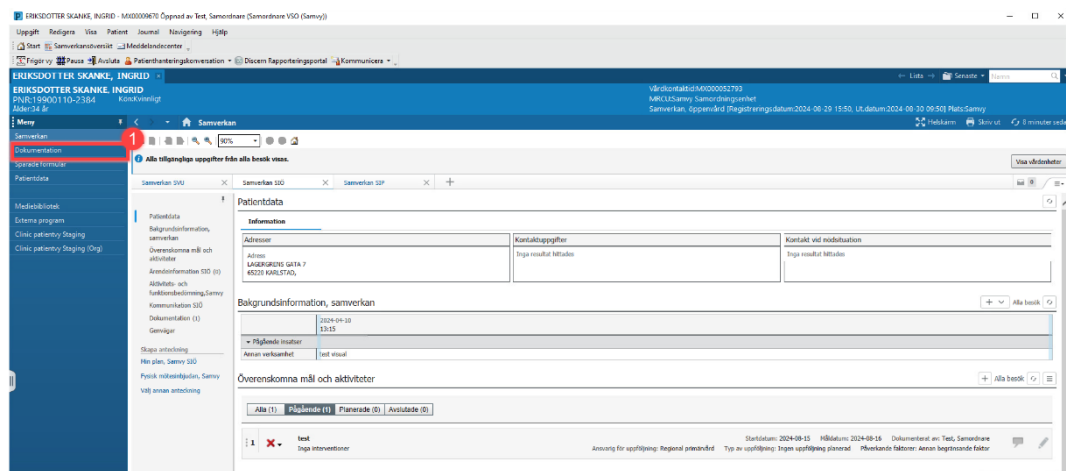 ERIKSDOTTER SKANKE, INGRID - MX00009670 Öppnad av Test, Samordnare (Samordnare VSO (Samvy))
Uppgift Redigera Visa Patient Journal Navigering Hjälp
Start Samverkansöversikt Meddelandecenter
Frigör vy Pausa Avsluta Patienthanteringskonversation Discern Rapporteringsportal Kommunicera
ERIKSDOTTER SKANKE, INGRID
Lista Senaste Namn
ERIKSDOTTER SKANKE, INGRID
PNR:19900110-2384 Kön:Kvinnligt
Ålder:34 år
Vårdkontaktid:MX000052793
MRCU:Samvy Samordningsenhet
Samverkan, öppenvård [Registreringsdatum:2024-08-29 15:50, Ut.datum:2024-08-30 09:50] Plats:Samvy
Meny
Samverkan
Helskärm Skriv ut 8 minuter seda
Samverkan
Dokumentation
Sparade formulär
Patientdata
Mediebibliotek
Externa program
Clinic patientvy Staging
Clinic patientvy Staging (Org)
1
90%
Alla tillgängliga uppgifter från alla besök visas.
Visa vårdenheter
Samverkan SVU Samverkan SIO Samverkan SIP
0
Patientdata
Bakgrundsinformation, samverkan
Överenskomna mål och aktiviteter
Ärendeinformation SIO (0)
Aktivitets- och funktionsbedömning,Samvy
Kommunikation SIO
Dokumentation (1)
Genvägar
Skapa anteckning
Min plan, Samvy SIO
Fysisk mötesinbjudan, Samvy
Välj annan anteckning
Patientdata
Information
Adresser Kontaktuppgifter Kontakt vid nödsituation
Adress
LAGERGRENS GATA 7
65220 KARLSTAD,
Inga resultat hittades
Inga resultat hittades
Bakgrundsinformation, samverkan
Alla besök
2024-04-10
13:15
Pågående insatser
Annan verksamhet test visual
Överenskomna mål och aktiviteter
Alla besök
Alla (1) Pågående (1) Planerade (0) Avslutade (0)
1 test
Inga interventioner
Startdatum: 2024-08-15 Måldatum: 2024-08-16 Dokumenterat av: Test, Samordnare
Ansvarig för uppföljning: Regional primärvård Typ av uppföljning: Ingen uppföljning planerad Påverkande faktorer: Annan begränsande faktor